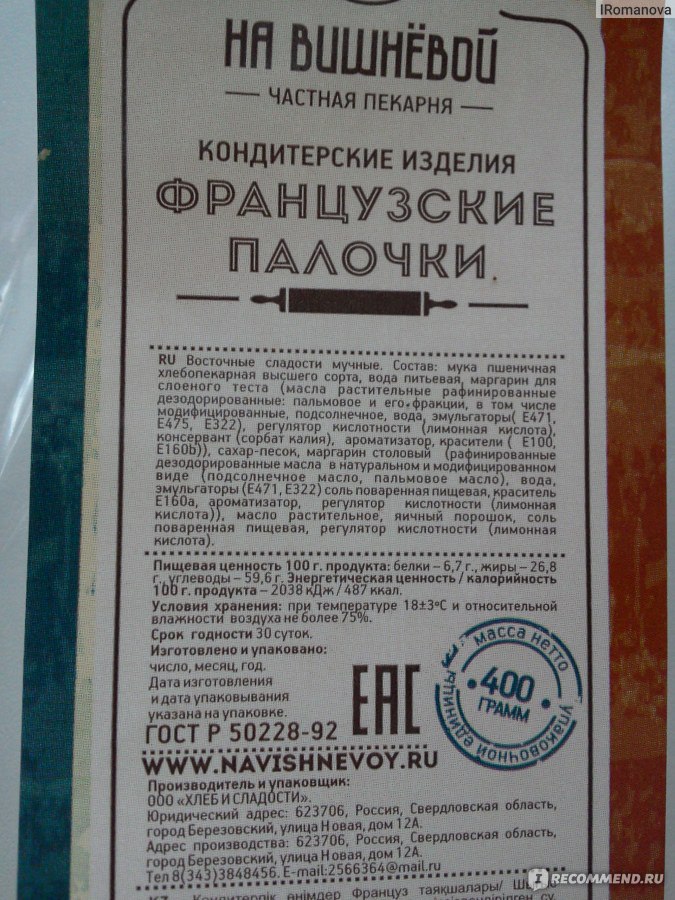 IRomanova
НА ВИШНЁВОЙ
ЧАСТНАЯ ПЕКАРНЯ
КОНДИТЕРСКИЕ ИЗДЕЛИЯ
ФРАНЦУЗСКИЕ
ПАЛОЧКИ.
RU Восточные сладости мучные. Состав: мука пшеничная
хлебопекарная высшего сорта, вода питьевая, маргарин для
слоеного теста (масла растительные рафинированные
дезодорированные: пальмовое и его фракции, в том числе
модифицированные, подсолнечное, вода, эмульгаторы( Е471,
Е475, Е322), регулятор кислотности (лимонная кислота),
консервант (сорбат калия), ароматизатор, красители ( Е100,
Е160b)), сахар-песок, маргарин столовый (рафинированные
дезодорированные масла в натуральном и модифицированном
виде (подсолнечное масло, пальмовое масло), вода,
эмульгаторы (Е471, Е322) соль поваренная пищевая, краситель
Е160а, ароматизатор, регулятор кислотности (лимонная
кислота)), масло растительное, яичный порошок, соль
поваренная пищевая, регулятор кислотности (лимонная
кислота).
Пищевая ценность 100 г. продукта: белки – 6,7 г., жиры – 26,8
г., углеводы – 59,6 г. Энергетическая ценность / калорийность
100 г. продукта – 2038 кДж / 487 ккал.
Условия хранения: при температуре 18±3°С и относительной
влажности воздуха не более 75%.
Срок годности 30 суток.
Изготовлено и упаковано:
число, месяц, год.
Дата изготовления
и дата упаковывания
указана на упаковке.
ЕАС
масса нетто
400
ГРАММ
упаковочной единицы
ГОСТ Р 50228-92
WWW.NAVISHNEVOY.RU
Производитель и упаковщик:
ООО «ХЛЕБ И СЛАДОСТИ».
Юридический адрес: 623706, Россия, Свердловская область,
город Березовский, улица Новая, дом 12А.
Адрес производства: 623706, Россия, Свердловская область,
город Березовский, улица Новая, дом 12А.
Тел 8(343)3848456. E-mail:2566364@mail.ru
KZ Кондитерлік өнімдер Француз таяқшалары/
IRECOMMEND.RU